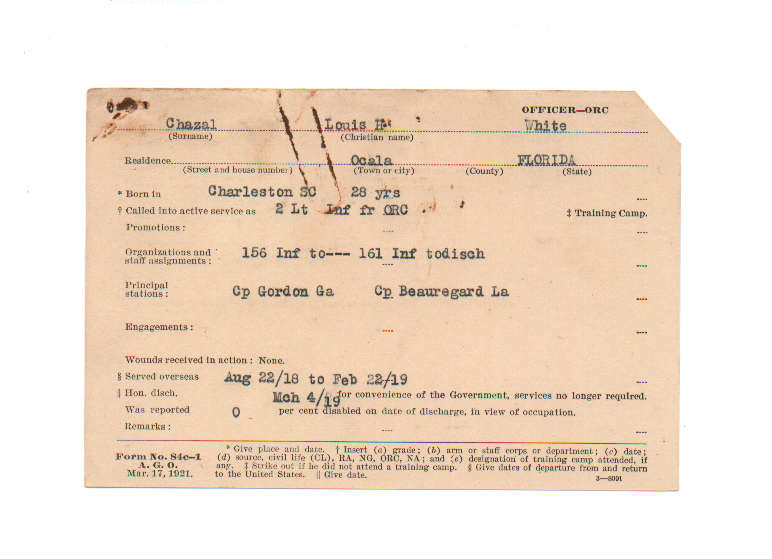 OFFICER—ORC
Chazal Louis H White
(Surname) (Christian name)
Residence Ocala FLORIDA
(Street and house number) (Town or city) (County) (State)
* Born in Charleston SC 28 yrs
† Called into active service as 2 Lt Inf fr ORC ‡ Training Camp.
Promotions :
Organizations and
staff assignments : 156 Inf to--- 161 Inf todisch
Principal
stations : Cp Gordon Ga Cp Beauregard La
Engagements :
Wounds received in action : None.
§ Served overseas Aug 22/18 to Feb 22/19
‖ Hon. disch. Mch 4/19 for convenience of the Government, services no longer required.
Was reported 0 per cent disabled on date of discharge, in view of occupation.
Remarks :
* Give place and date. † Insert (a) grade; (b) arm or staff corps or department; (c) date;
Form No. 84c–1 (d) source, civil life (CL), RA, NG, ORC, NA; and (e) designation of training camp attended, if
A. G. O. any. ‡ Strike out if he did not attend a training camp. § Give dates of departure from and return
Mar. 17, 1921. to the United States. ‖ Give date.
3—8091